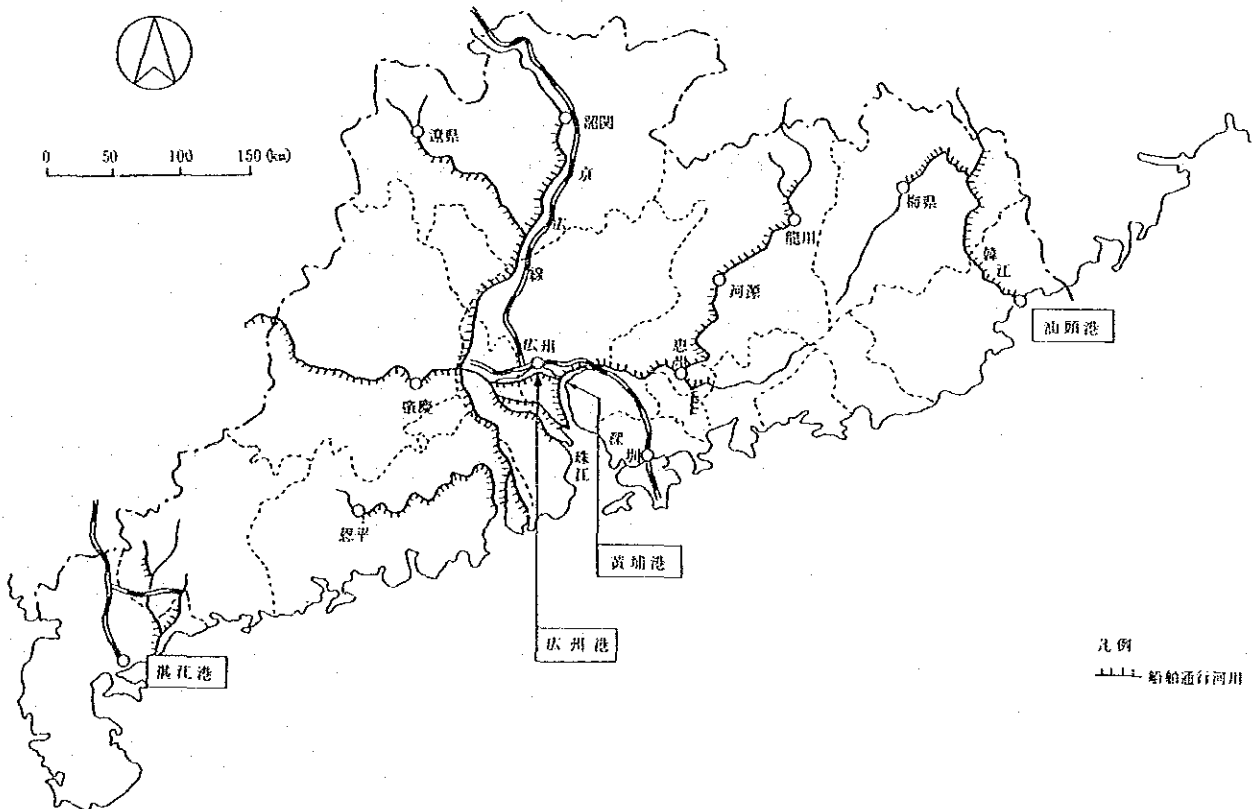 0 50 100 150 (km)
韶関
遼県
京
広
線
梅県
龍川
韓
江
河源
汕頭港
広州
恵州
肇慶
深
圳
珠
江
恩平
黄埔港
広州港
湛江港
凡例
船舶通行河川